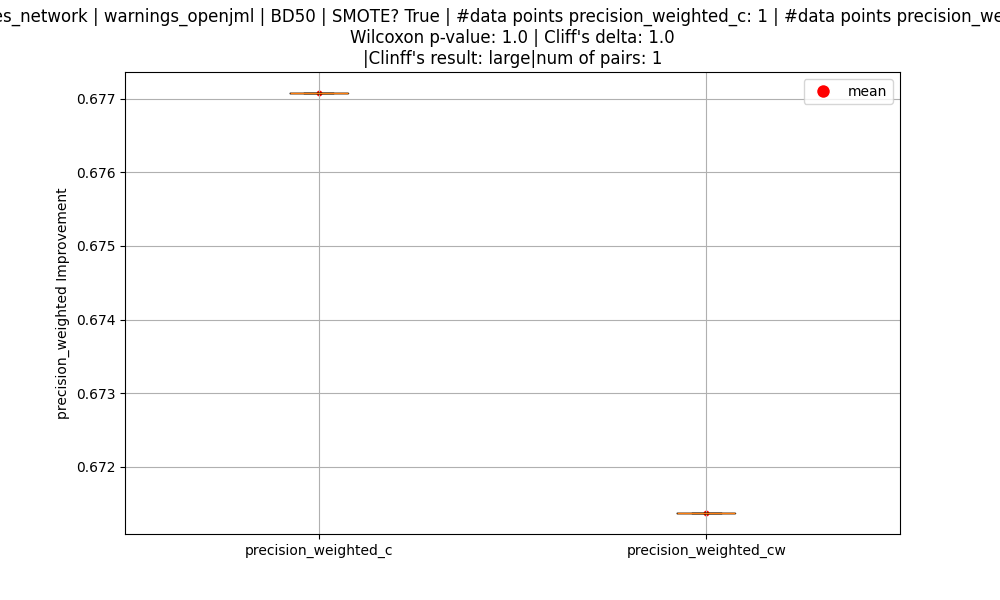 es_network | warnings_openjml | BD50 | SMOTE? True | #data points precision_weighted_c: 1 | #data points precision_we
Wilcoxon p-value: 1.0 | Cliff's delta: 1.0
|Clinff's result: large|num of pairs: 1
mean
0.677
0.676
0.675
0.674
0.673
0.672
precision_weighted Improvement
precision_weighted_c
precision_weighted_cw